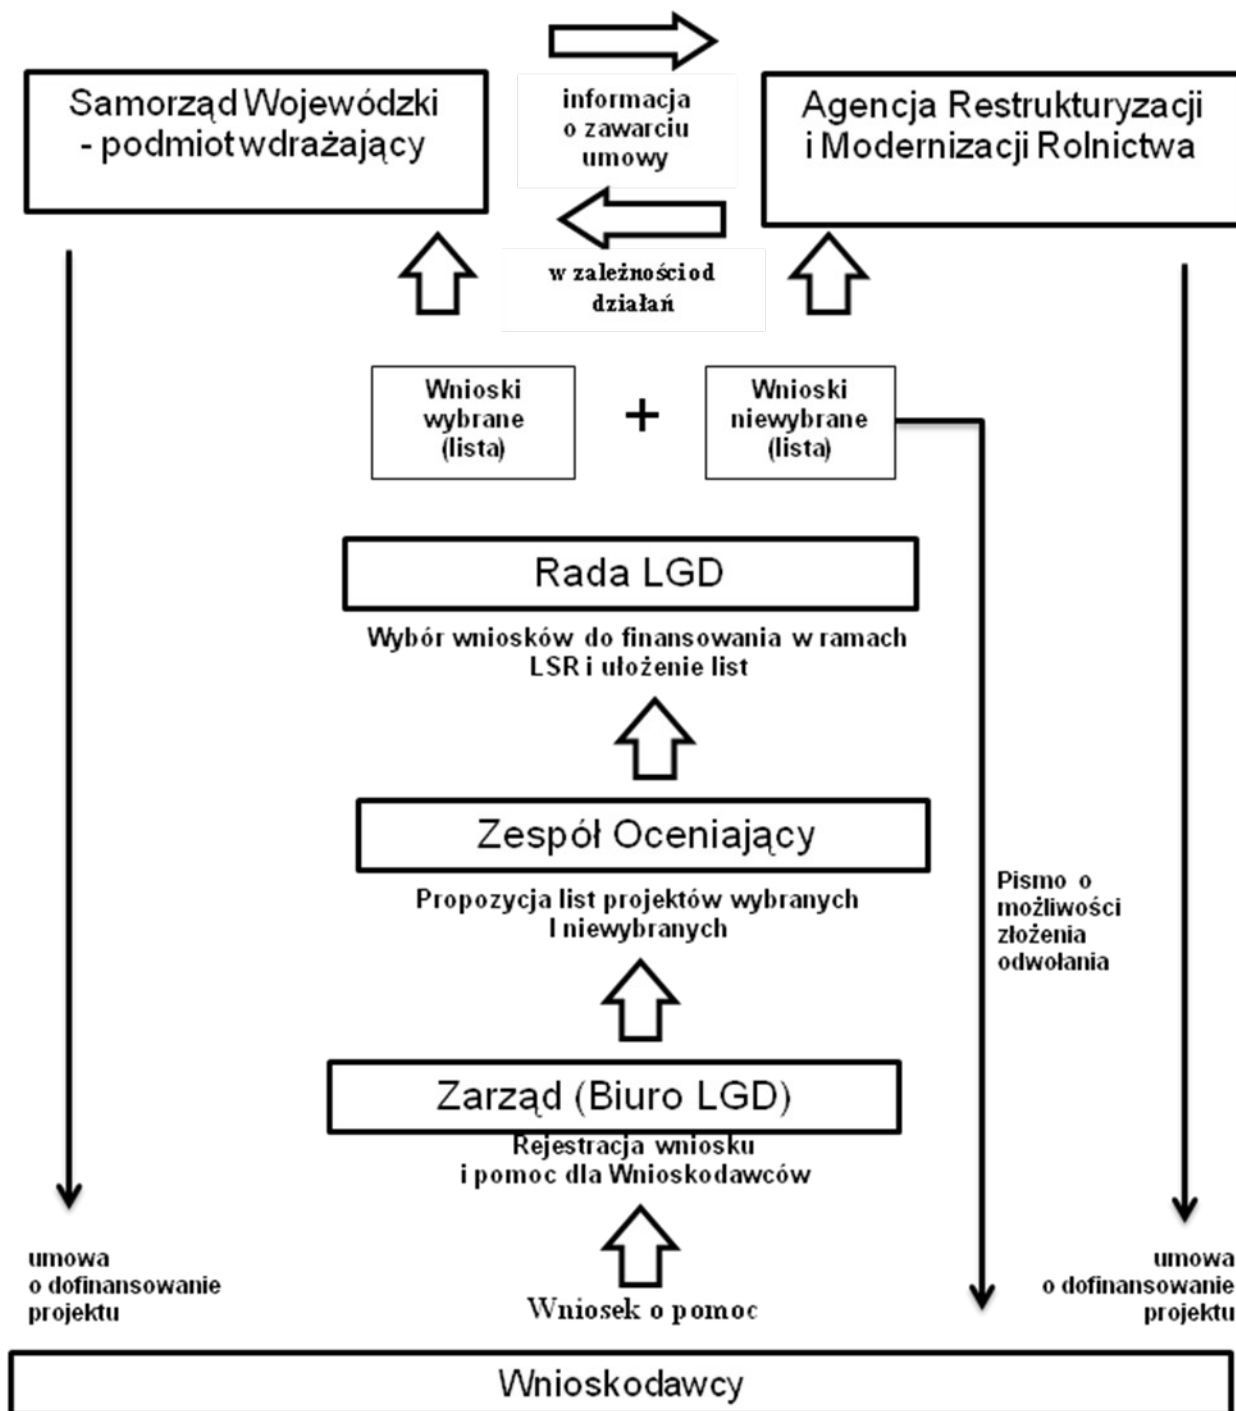 Samorząd Wojewódzki
- podmiot wdrażający
informacja
o zawarciu
umowy
Agencja Restrukturyzacji
i Modernizacji Rolnictwa
w zależności od
działań
Wnioski
wybrane
(lista)
+
Wnioski
niewybrane
(lista)
Rada LGD
Wybór wniosków do finansowania w ramach
LSR i ułożenie list
Zespół Oceniający
Propozycja list projektów wybranych
I niewybranych
Pismo o
możliwości
złożenia
odwołania
Zarząd (Biuro LGD)
Rejestracja wniosku
i pomoc dla Wnioskodawców
umowa
o dofinansowanie
projektu
Wniosek o pomoc
umowa
o dofinansowanie
projektu
Wnioskodawcy